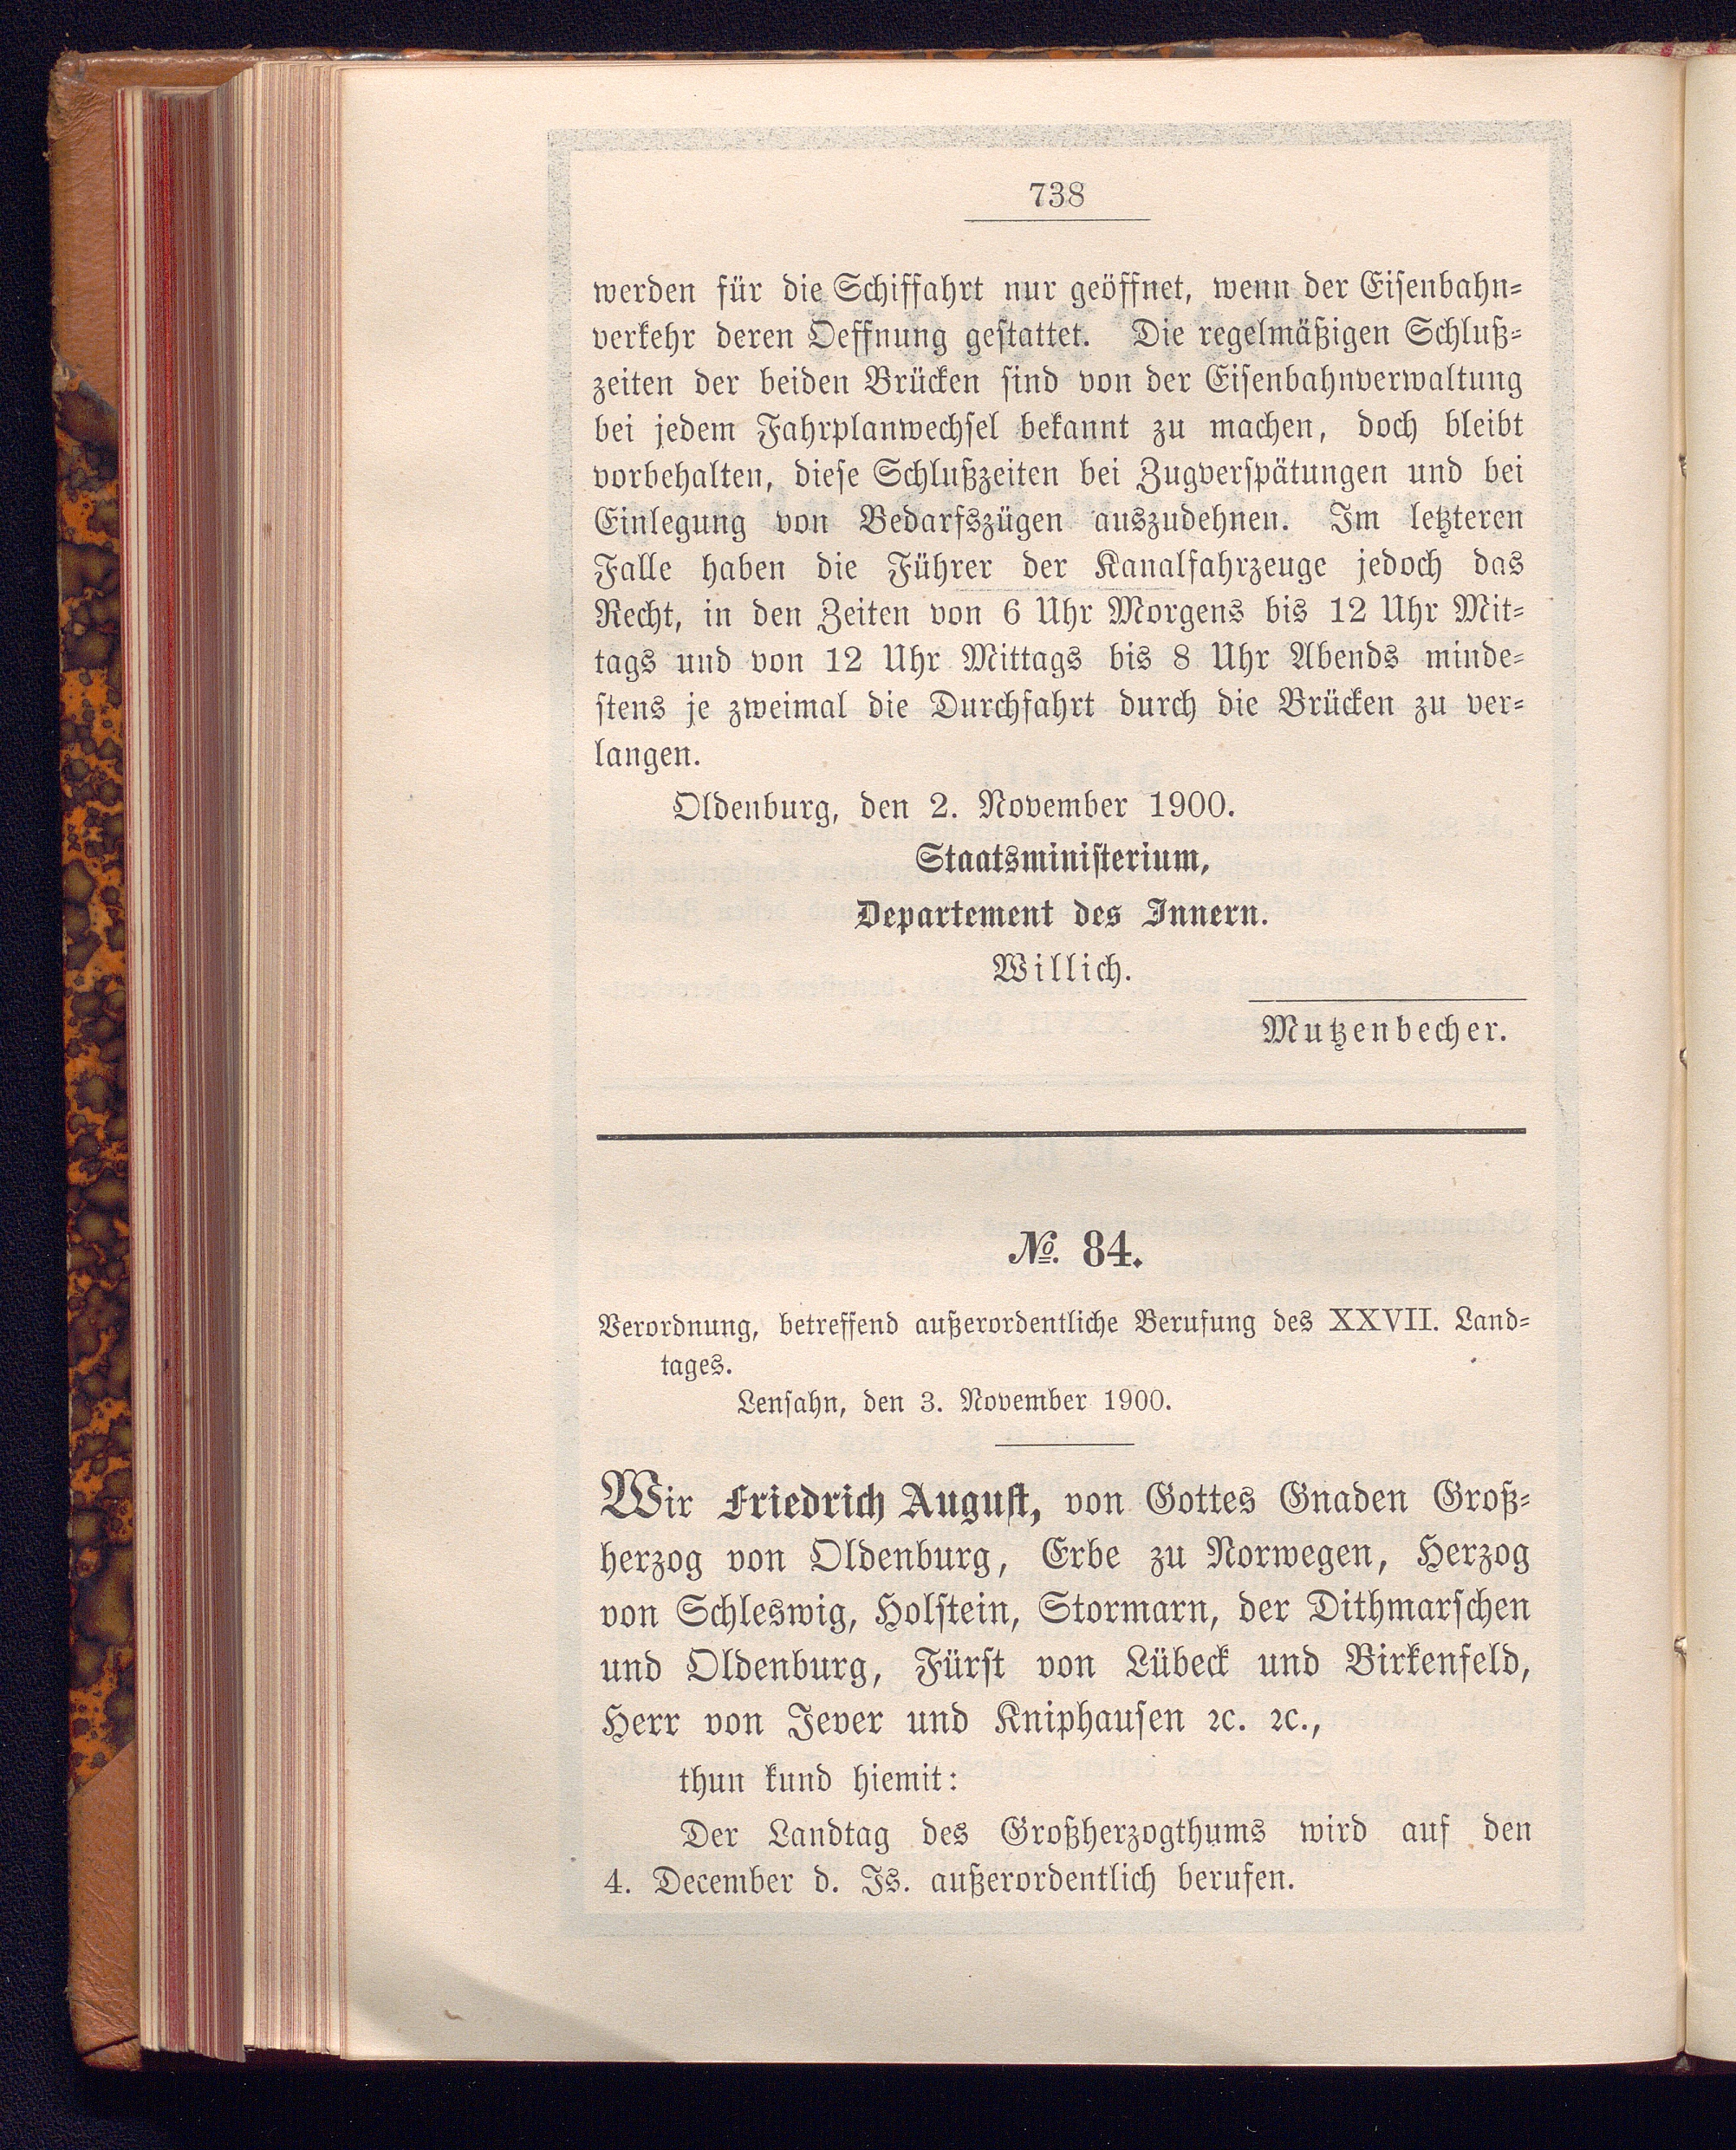 738
werden für die Schiffahrt nur geöffnet, wenn der Eisenbahn-
verkehr deren Oeffnung gestattet. Die regelmäßigen Schluß-
zeiten der beiden Brücken sind von der Eisenbahnverwaltung
bei jedem Fahrplanwechsel bekannt zu machen, doch bleibt
vorbehalten, diese Schlußzeiten bei Zugverspätungen und bei
Einlegung von Bedarfszügen auszudehnen. Im letzteren
Falle haben die Führer der Kanalfahrzeuge jedoch das
Recht, in den Zeiten von 6 Uhr Morgens bis 12 Uhr Mit-
tags und von 12 Uhr Mittags bis 8 Uhr Abends minde-
stens je zweimal die Durchfahrt durch die Brücken zu ver-
langen.
Oldenburg, den 2. November 1900.
Staatsministerium,
Departement des Innern.
Willich.
Mutzenbecher.
№. 84.
Verordnung, betreffend außerordentliche Berufung des XXVII. Land-
tages.
Lensahn, den 3. November 1900.
Wir Friedrich August, von Gottes Gnaden Groß-
herzog von Oldenburg, Erbe zu Norwegen, Herzog
von Schleswig, Holstein, Stormarn, der Dithmarschen
und Oldenburg, Fürst von Lübeck und Birkenfeld,
Herr von Jever und Kniphausen ꝛc. ꝛc.,
thun kund hiemit:
Der Landtag des Großherzogthums wird auf den
4. December d. Js. außerordentlich berufen.